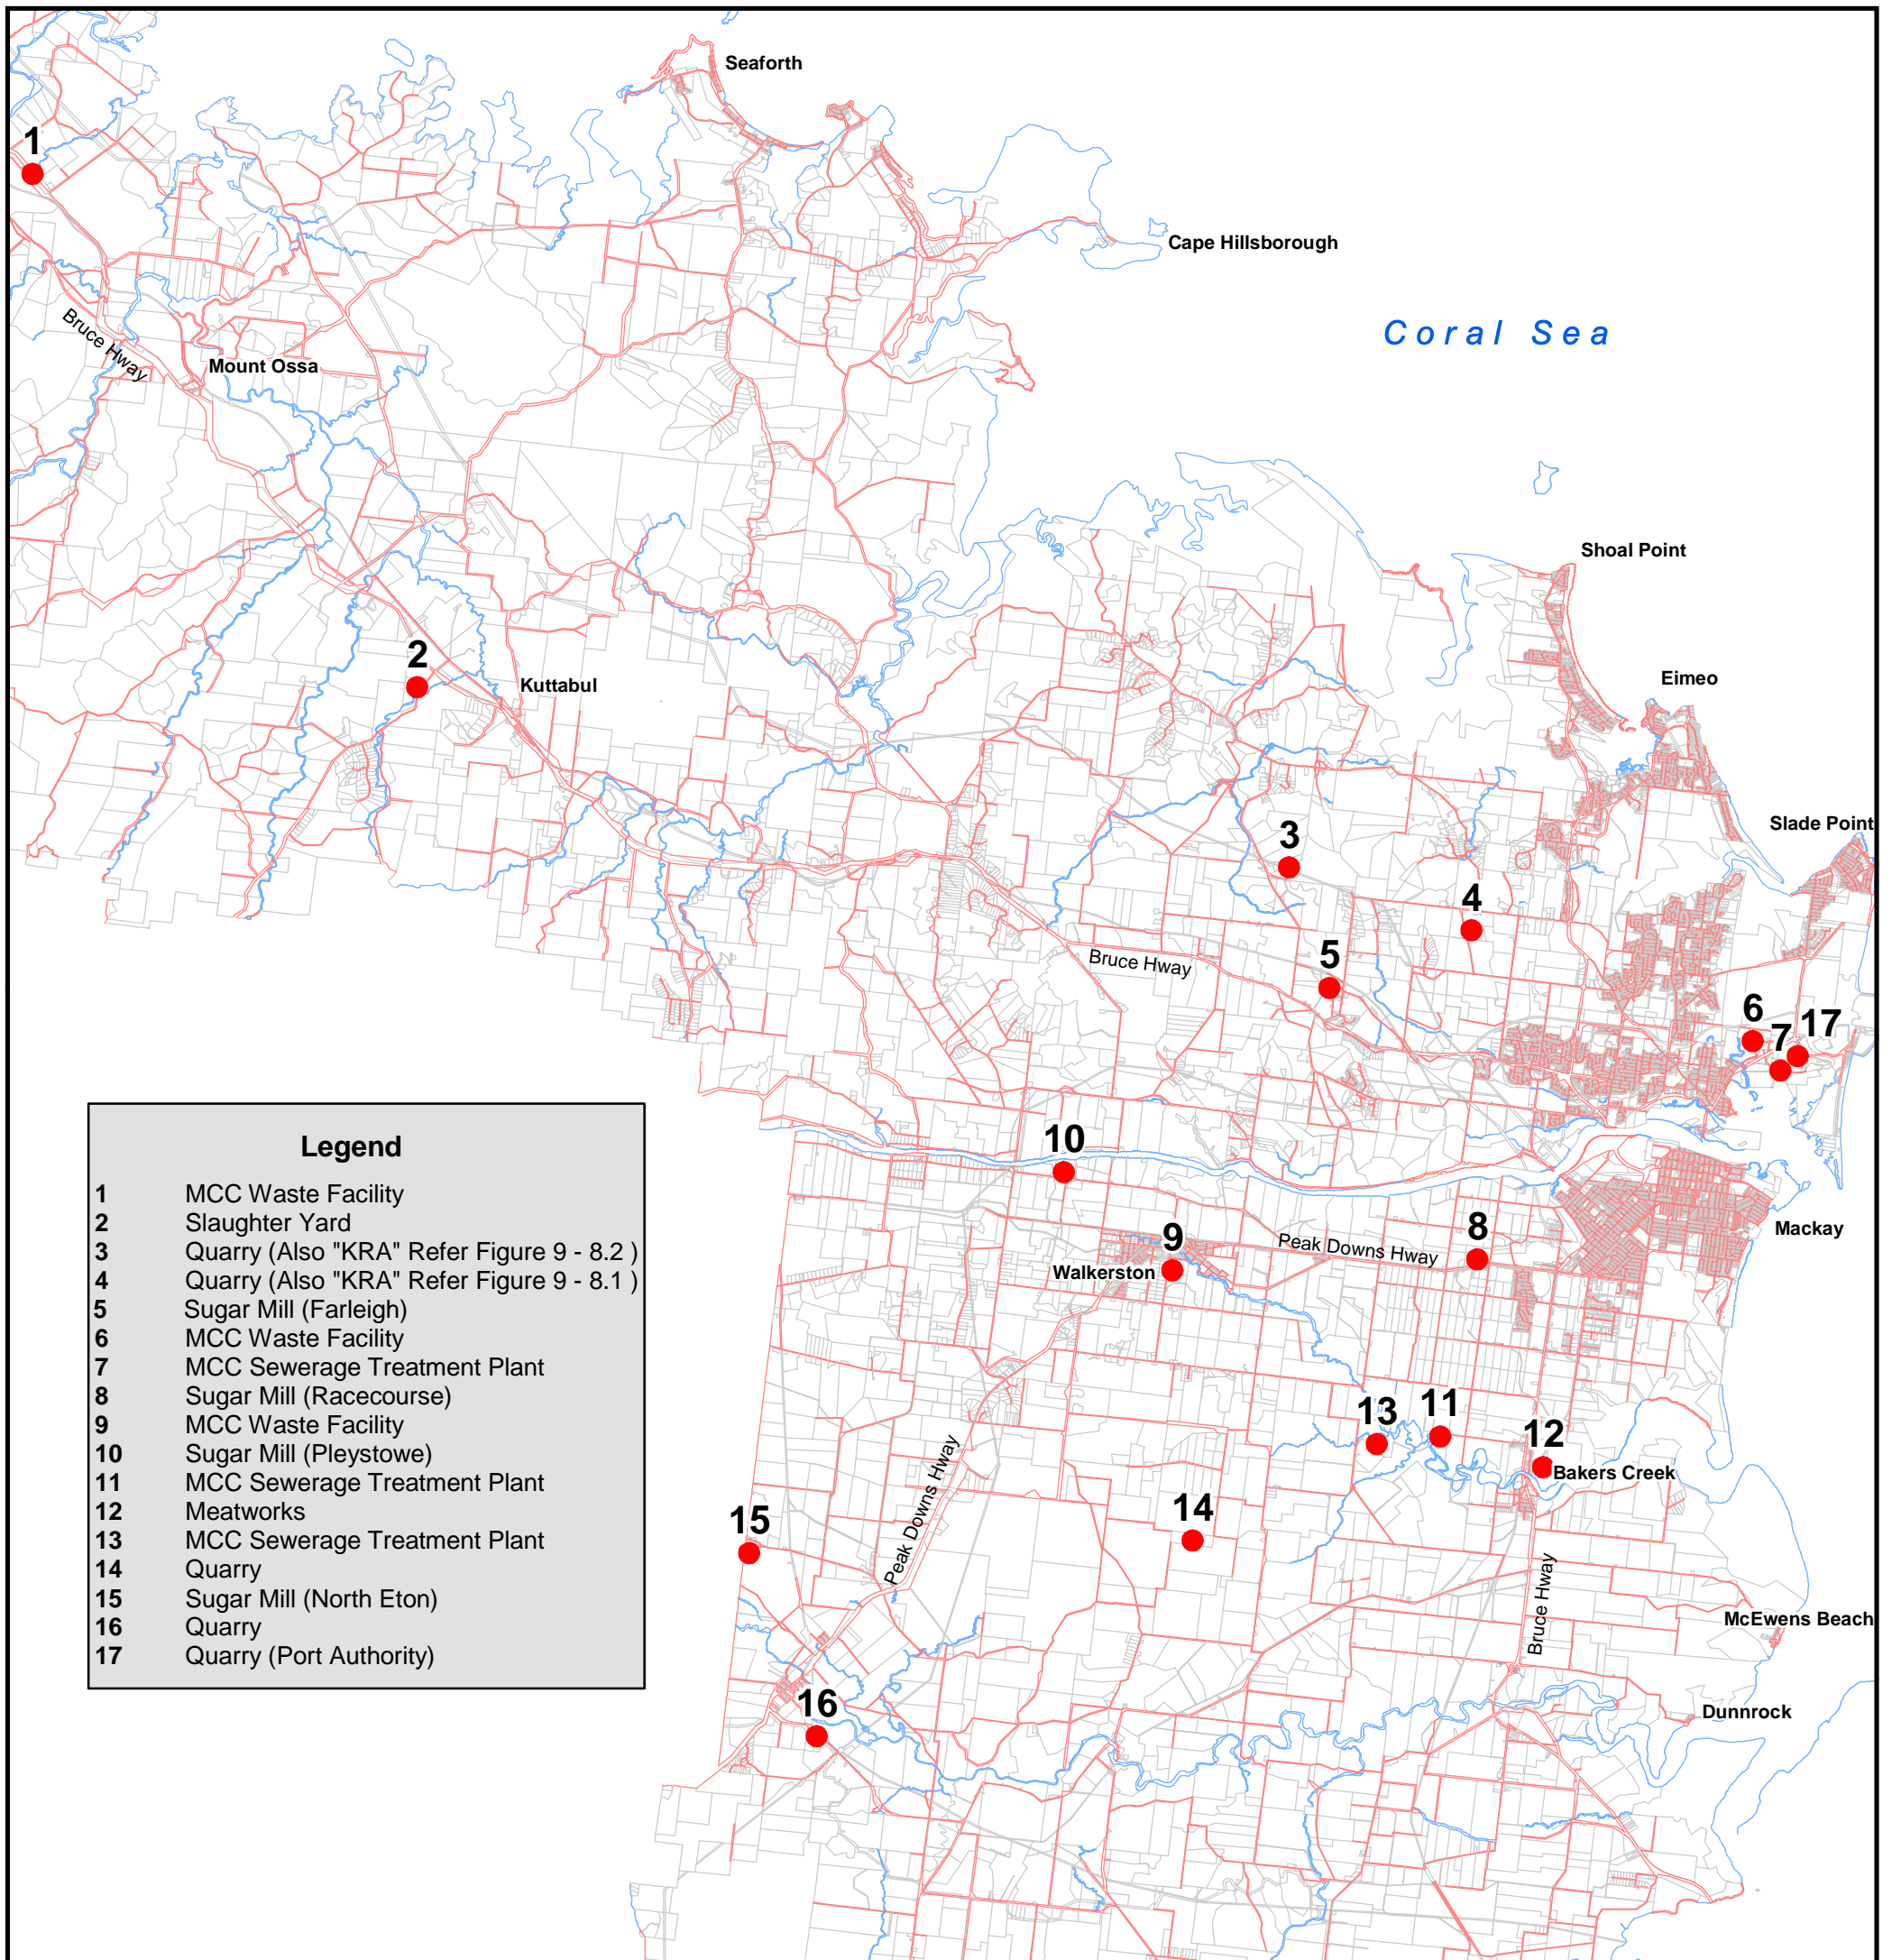 Seaforth
1
Cape Hillsborough
Coral Sea
Bruce Hway
Mount Ossa
Shoal Point
2
Kuttabul
Eimeo
Slade Point
3
4
Bruce Hway
5
6
7
17
10
Mackay
8
9
Peak Downs Hway
Walkerston
13
11
12
Bakers Creek
Peak Downs Hway
14
15
Bruce Hway
McEwens Beach
16
Dunnrock
Legend
1 MCC Waste Facility
2 Slaughter Yard
3 Quarry (Also "KRA" Refer Figure 9 - 8.2 )
4 Quarry (Also "KRA" Refer Figure 9 - 8.1 )
5 Sugar Mill (Farleigh)
6 MCC Waste Facility
7 MCC Sewerage Treatment Plant
8 Sugar Mill (Racecourse)
9 MCC Waste Facility
10 Sugar Mill (Pleystowe)
11 MCC Sewerage Treatment Plant
12 Meatworks
13 MCC Sewerage Treatment Plant
14 Quarry
15 Sugar Mill (North Eton)
16 Quarry
17 Quarry (Port Authority)